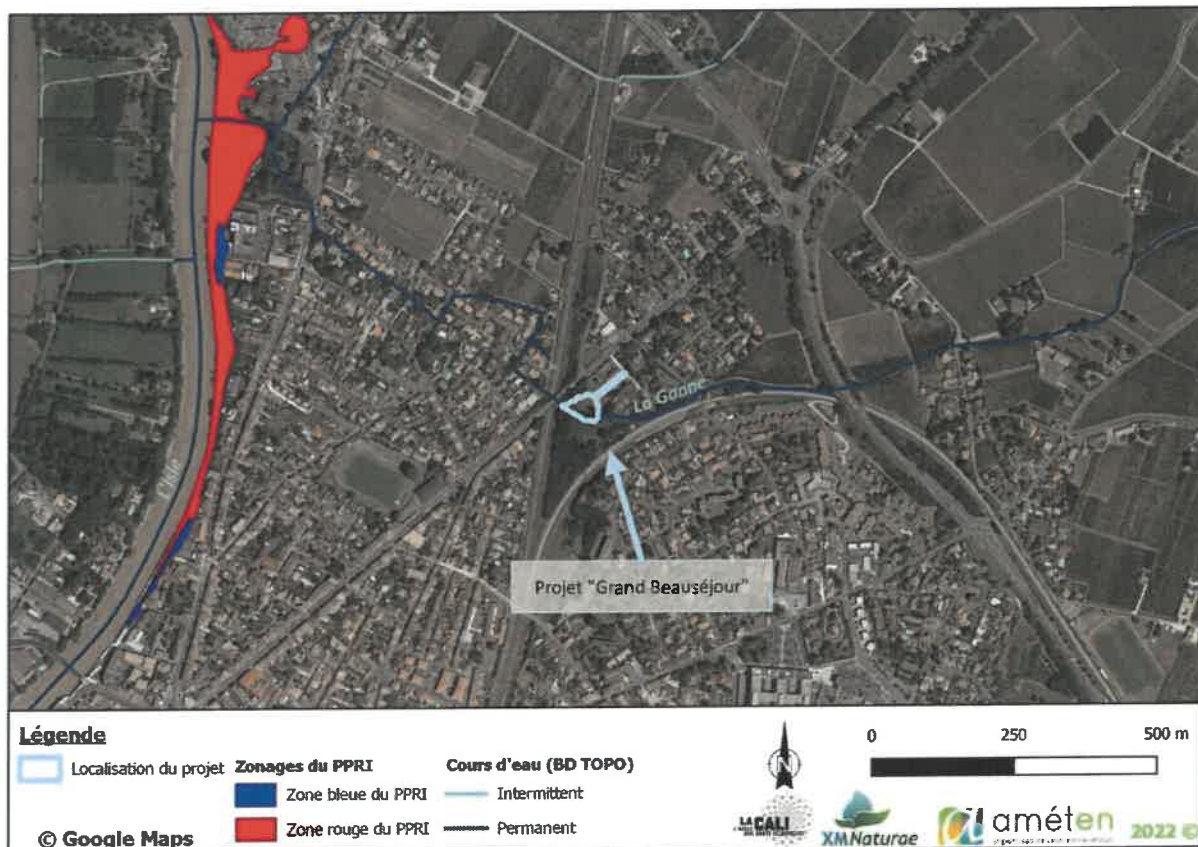 L'Isle
La Gaane
Projet "Grand Beauséjour"
Légende
Localisation du projet
Zonages du PPRI
Zone bleue du PPRI
Zone rouge du PPRI
Cours d'eau (BD TOPO)
Intermittent
Permanent
© Google Maps
N
0 250 500 m
LA CALI
XMNaturae
améten
2022 ©